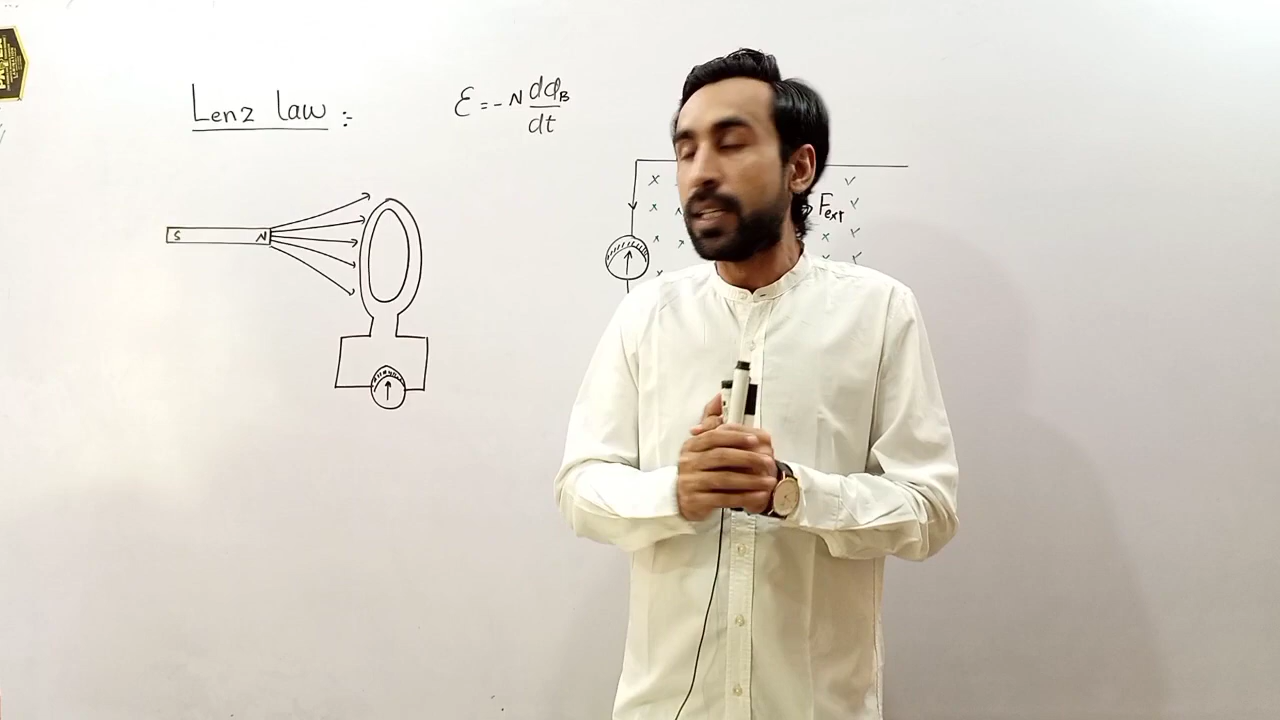 Lenz law :-
ε = - N dΦB/dt
S N
Fext